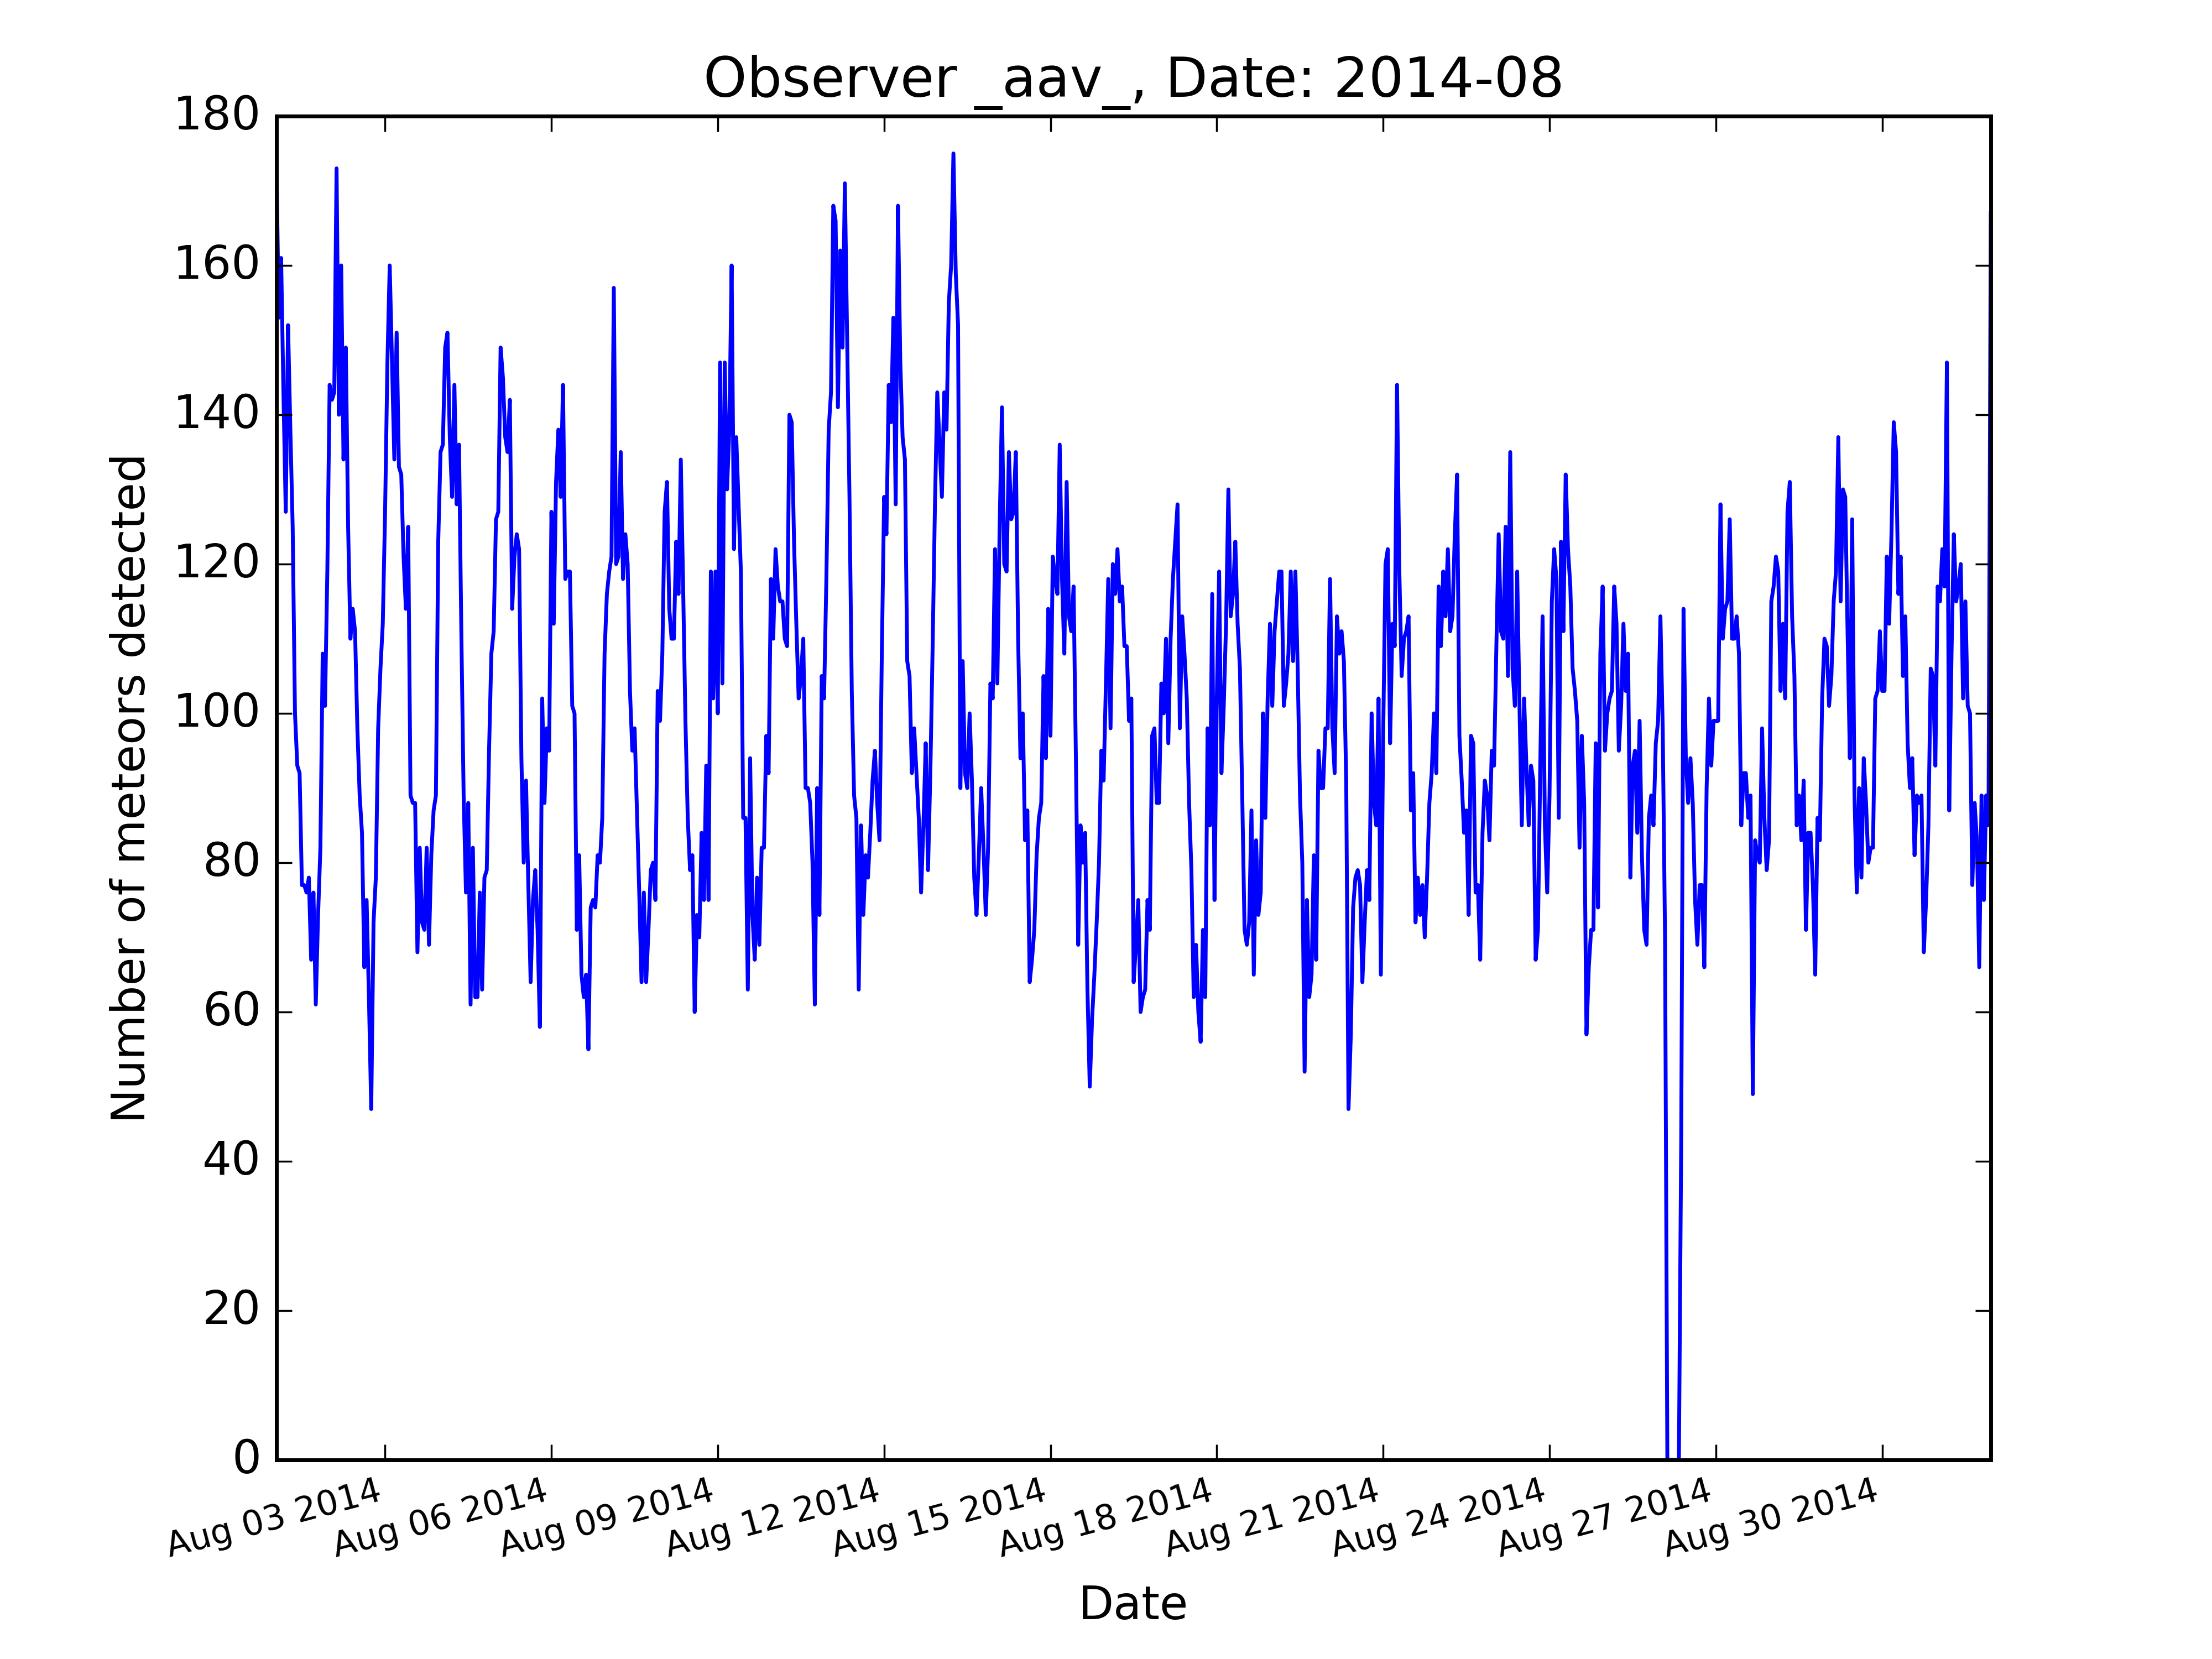 Observer _aav_, Date: 2014-08
Number of meteors detected
180
160
140
120
100
80
60
40
20
0
Aug 03 2014
Aug 06 2014
Aug 09 2014
Aug 12 2014
Aug 15 2014
Aug 18 2014
Aug 21 2014
Aug 24 2014
Aug 27 2014
Aug 30 2014
Date